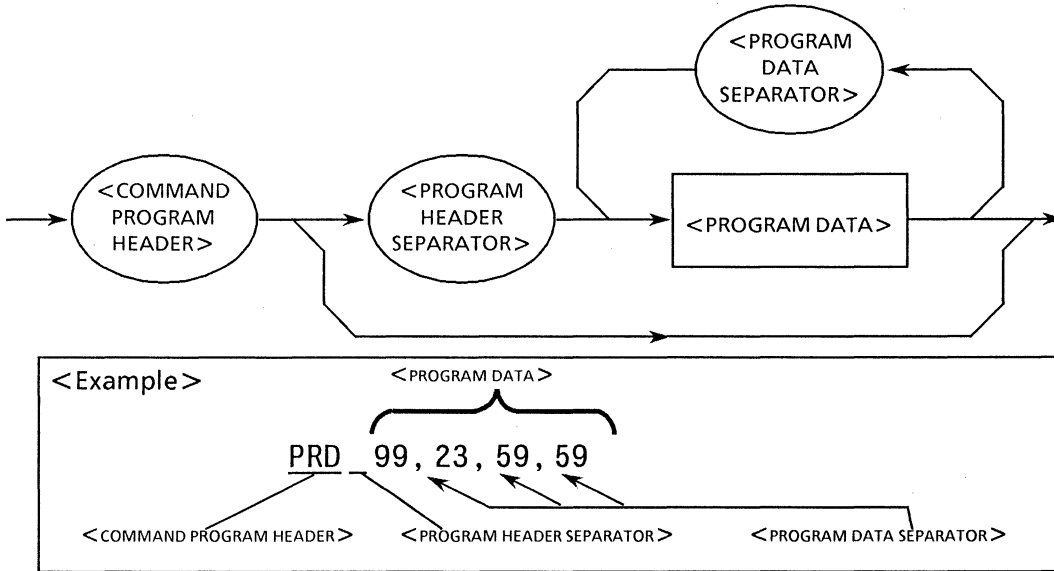 <PROGRAM
DATA
SEPARATOR>
<COMMAND
PROGRAM
HEADER>
<PROGRAM
HEADER
SEPARATOR>
<PROGRAM DATA>
<Example>
<PROGRAM DATA>
PRD 99, 23, 59, 59
<COMMAND PROGRAM HEADER>
<PROGRAM HEADER SEPARATOR>
<PROGRAM DATA SEPARATOR>